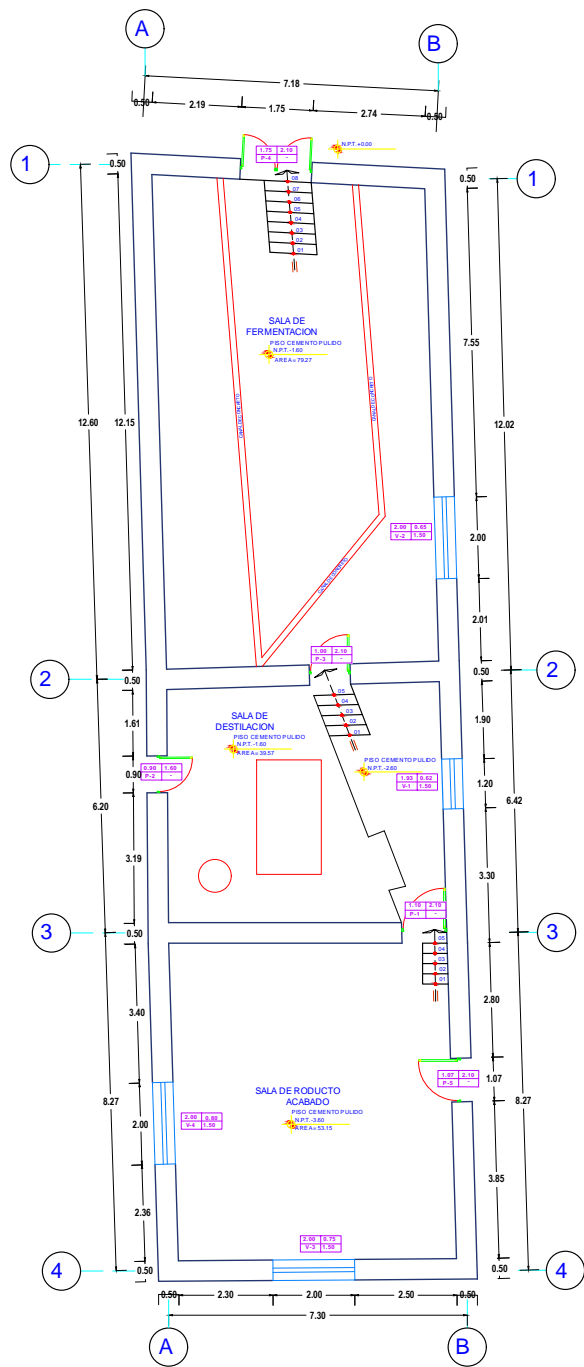 A
B
7.18
0.50
2.19
1.75
2.74
0.50
1
1
N.P.T.+0.00
1.75 2.10
P-4 -
0.50
0.50
08
07
06
05
04
03
02
01
SALA DE
FERMENTACION
PISO CEMENTO PULIDO
N.P.T.-1.60
AREA= 79.27
7.55
12.60
12.15
12.02
2.00 0.65
V-2 1.50
2.00
2.01
1.00 2.10
P-3 -
2
2
0.50
0.50
05
04
03
02
01
SALA DE
DESTILACION
PISO CEMENTO PULIDO
N.P.T.-1.60
AREA= 39.57
1.61
1.90
PISO CEMENTO PULIDO
N.P.T.-2.60
0.90 1.60
P-2 -
0.90
1.93 0.62
V-1 1.50
1.20
6.20
6.42
3.19
3.30
1.10 2.10
P-1 -
3
3
0.50
0.50
05
04
03
02
01
3.40
2.80
1.07 2.10
P-5 -
1.07
8.27
8.27
SALA DE RODUCTO
ACABADO
PISO CEMENTO PULIDO
N.P.T.-3.60
AREA= 53.15
2.00 0.80
V-4 1.50
2.00
3.85
2.36
2.00 0.75
V-3 1.50
4
4
0.50
0.50
0.50
2.30
2.00
2.50
0.50
7.30
A
B